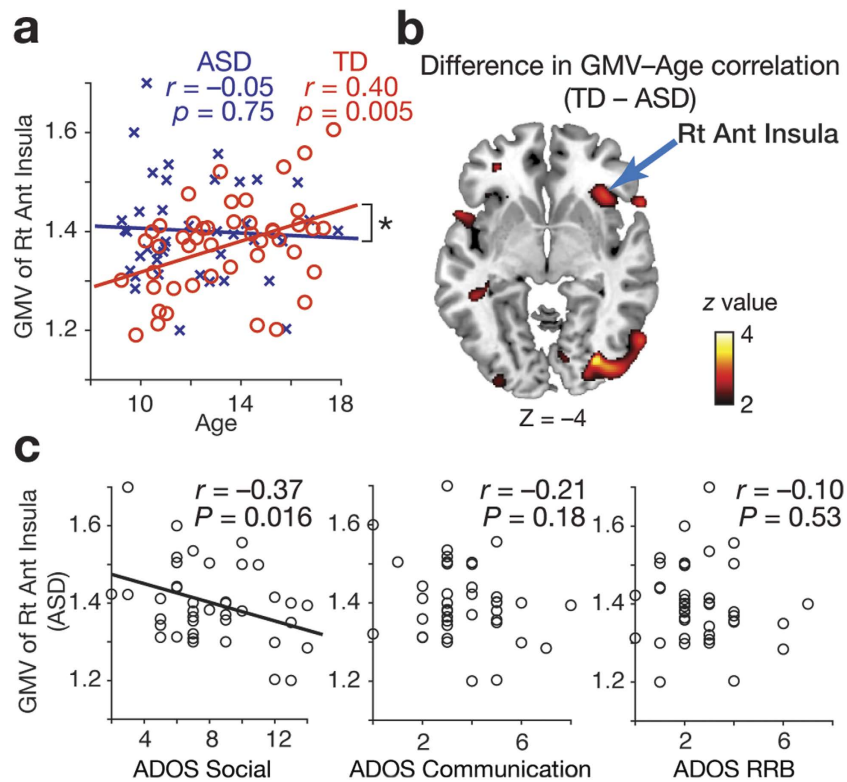 a
ASD
r = –0.05
p = 0.75
TD
r = 0.40
p = 0.005
GMV of Rt Ant Insula
1.6
1.4
1.2
*
10 14 18
Age
b
Difference in GMV–Age correlation
(TD – ASD)
Rt Ant Insula
z value
4
2
Z = –4
c
GMV of Rt Ant Insula
(ASD)
r = –0.37
P = 0.016
1.6
1.4
1.2
4 8 12
ADOS Social
r = –0.21
P = 0.18
1.6
1.4
1.2
2 6
ADOS Communication
r = –0.10
P = 0.53
1.6
1.4
1.2
2 6
ADOS RRB